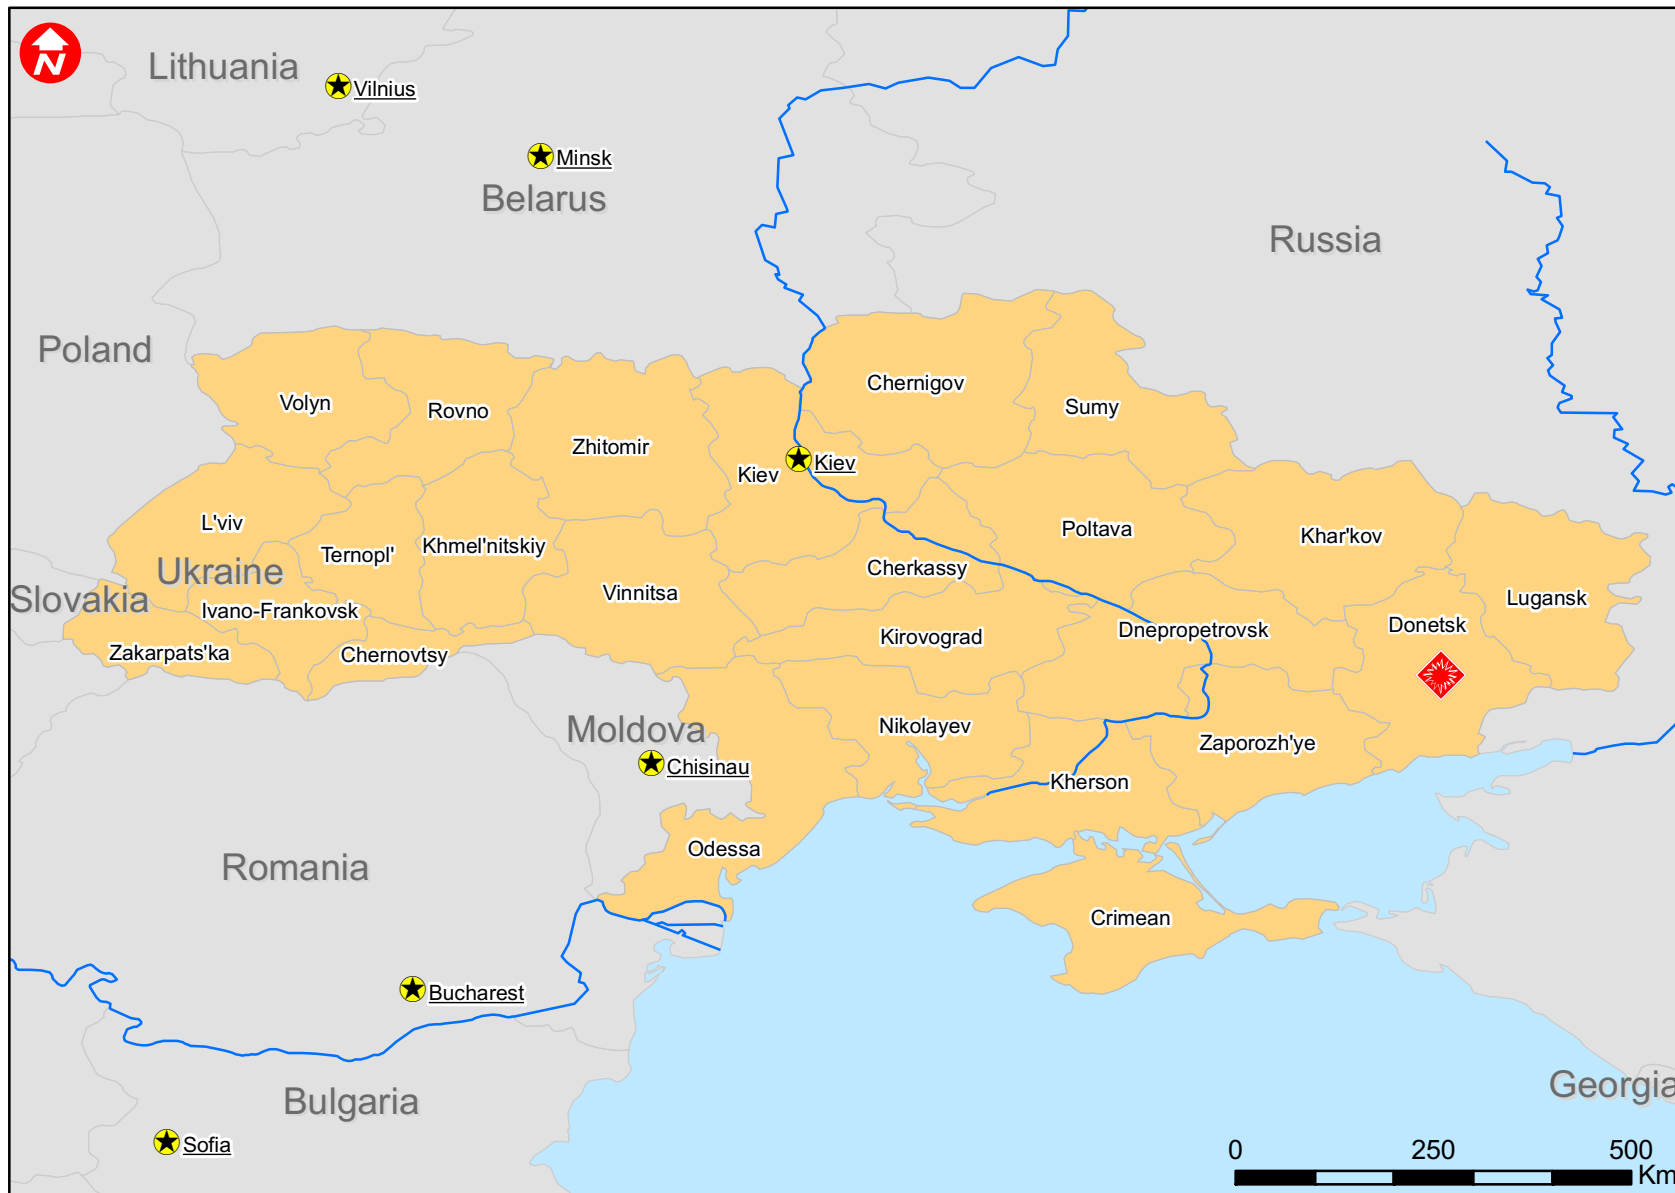 N
Lithuania
Vilnius
Minsk
Belarus
Russia
Poland
Chernigov
Volyn
Rovno
Sumy
Zhitomir
Kiev
Kiev
L'viv
Ternopl'
Khmel'nitskiy
Poltava
Khar'kov
Ukraine
Cherkassy
Slovakia
Ivano-Frankovsk
Vinnitsa
Lugansk
Donetsk
Kirovograd
Dnepropetrovsk
Zakarpats'ka
Chernovtsy
Moldova
Nikolayev
Zaporozh'ye
Chisinau
Kherson
Odessa
Romania
Crimean
Bucharest
Georgia
Bulgaria
Sofia
0 250 500
Km